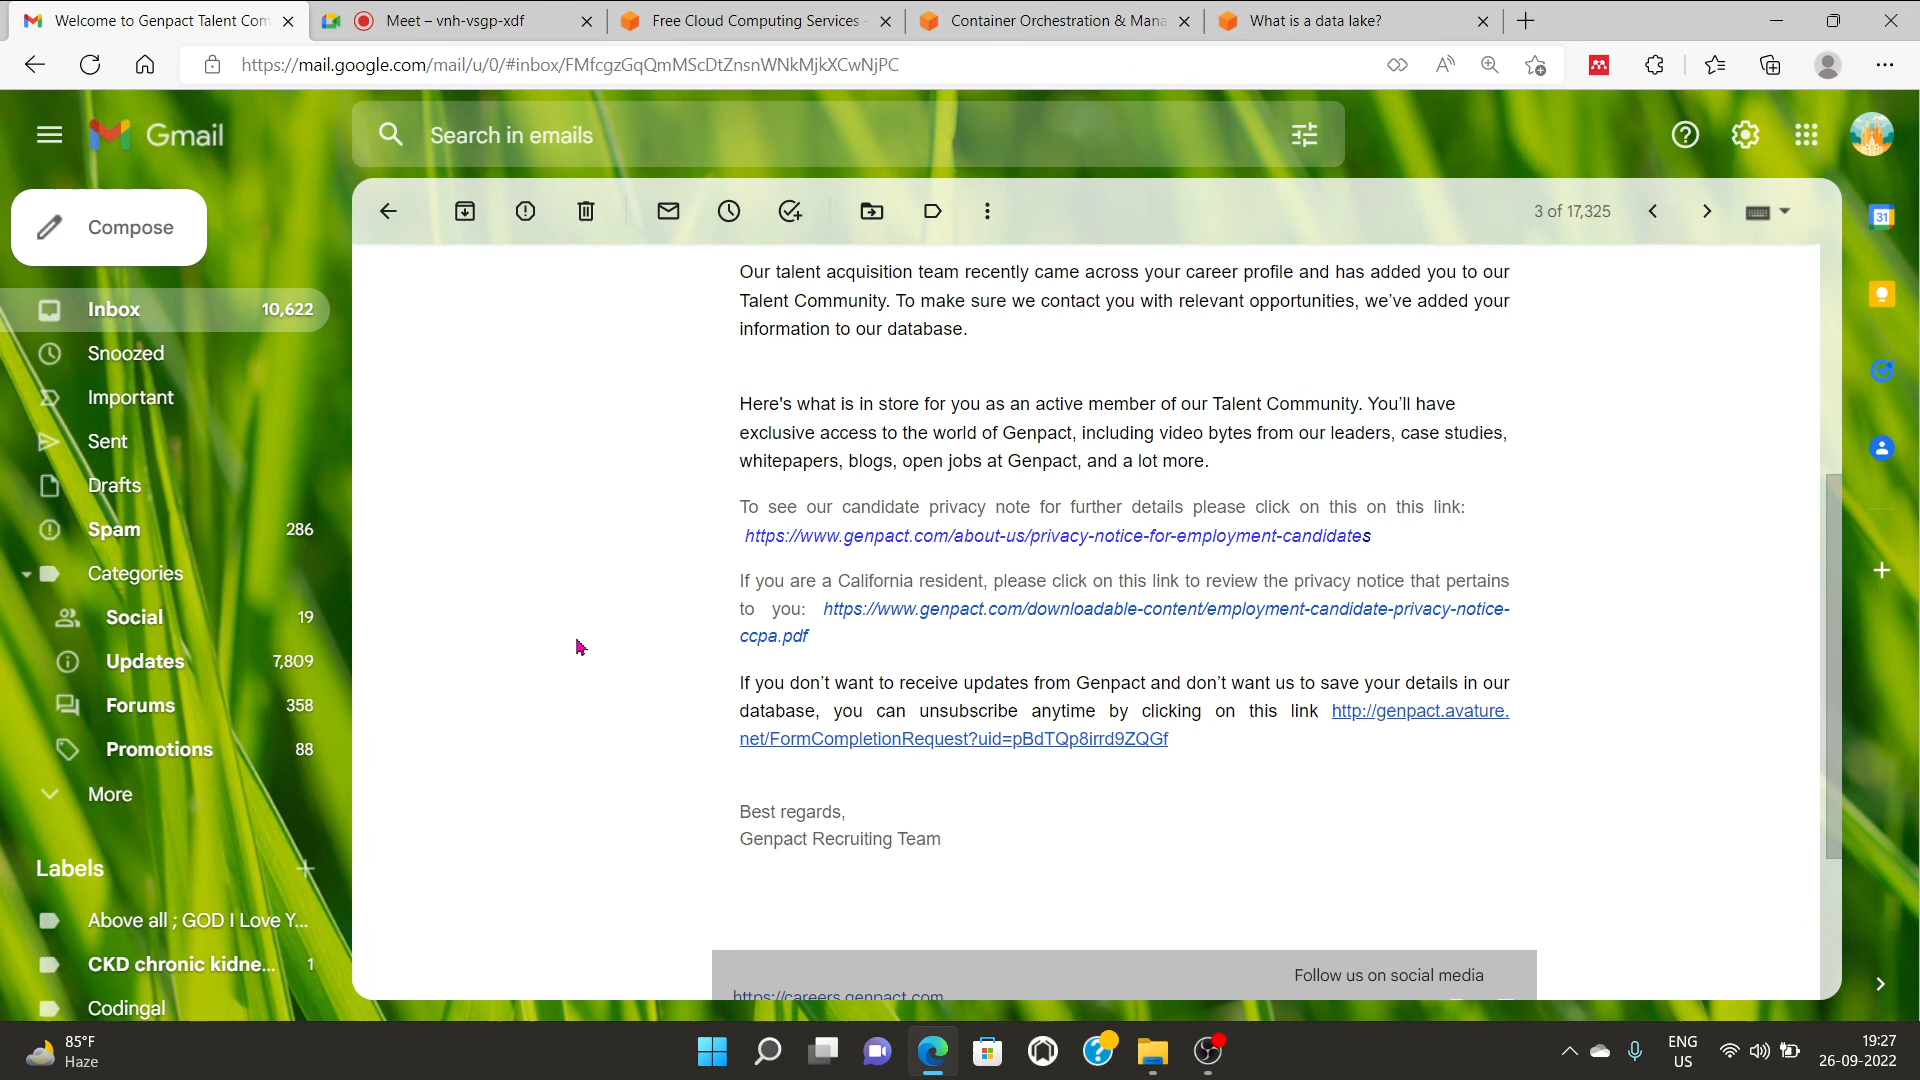 Welcome to Genpact Talent Com
Meet – vnh-vsgp-xdf
Free Cloud Computing Services -
Container Orchestration & Mana
What is a data lake?
https://mail.google.com/mail/u/0/#inbox/FMfcgzGqQmMScDtZnsnWNkMjkXCwNjPC
Gmail
Search in emails
Compose
3 of 17,325
Inbox 10,622
Snoozed
Important
Sent
Drafts
Spam 286
Categories
Social 19
Updates 7,809
Forums 358
Promotions 88
More
Labels
Above all ; GOD I Love Y...
CKD chronic kidne... 1
Codingal
Our talent acquisition team recently came across your career profile and has added you to our
Talent Community. To make sure we contact you with relevant opportunities, we've added your
information to our database.
Here's what is in store for you as an active member of our Talent Community. You'll have
exclusive access to the world of Genpact, including video bytes from our leaders, case studies,
whitepapers, blogs, open jobs at Genpact, and a lot more.
To see our candidate privacy note for further details please click on this on this link:
https://www.genpact.com/about-us/privacy-notice-for-employment-candidates
If you are a California resident, please click on this link to review the privacy notice that pertains
to you: https://www.genpact.com/downloadable-content/employment-candidate-privacy-notice-
ccpa.pdf
If you don't want to receive updates from Genpact and don't want us to save your details in our
database, you can unsubscribe anytime by clicking on this link http://genpact.avature.
net/FormCompletionRequest?uid=pBdTQp8irrd9ZQGf
Best regards,
Genpact Recruiting Team
Follow us on social media
https://careers.genpact.com
31
85°F
Haze
ENG
US
19:27
26-09-2022